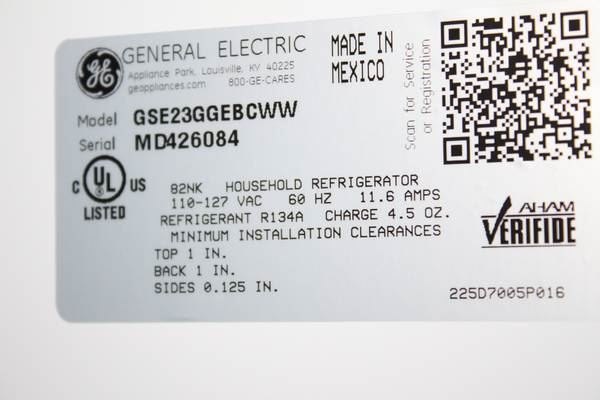 GE
GENERAL ELECTRIC
Appliance Park, Louisville, KY 40225
geappliances.com 800-GE-CARES
MADE IN
MEXICO
Scan for Service
or Registration
Model GSE23GGEBCWW
Serial MD426084
C UL US
LISTED
82NK HOUSEHOLD REFRIGERATOR
110-127 VAC 60 HZ 11.6 AMPS
REFRIGERANT R134A CHARGE 4.5 OZ.
MINIMUM INSTALLATION CLEARANCES
TOP 1 IN.
BACK 1 IN.
SIDES 0.125 IN.
AHAM
VERIFIDE
225D7005P016